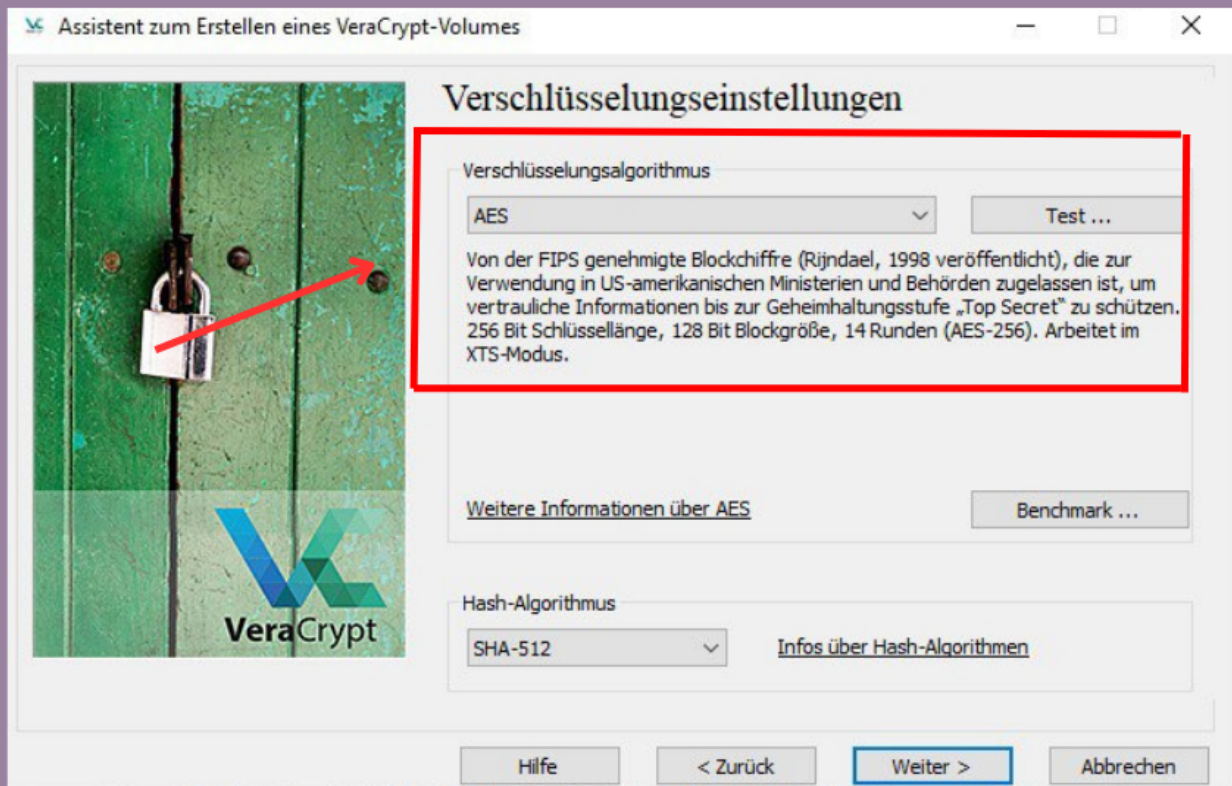 Assistent zum Erstellen eines VeraCrypt-Volumes
Verschlüsselungseinstellungen
Verschlüsselungsalgorithmus
AES
Test ...
Von der FIPS genehmigte Blockchiffre (Rijndael, 1998 veröffentlicht), die zur
Verwendung in US-amerikanischen Ministerien und Behörden zugelassen ist, um
vertrauliche Informationen bis zur Geheimhaltungsstufe „Top Secret“ zu schützen.
256 Bit Schlüssellänge, 128 Bit Blockgröße, 14 Runden (AES-256). Arbeitet im
XTS-Modus.
Weitere Informationen über AES
Benchmark ...
VeraCrypt
Hash-Algorithmus
SHA-512
Infos über Hash-Algorithmen
Hilfe
< Zurück
Weiter >
Abbrechen